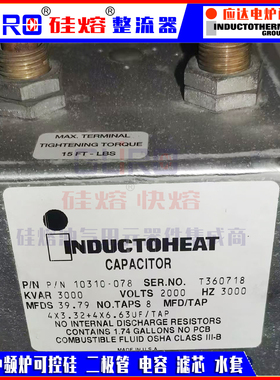 RO 硅熔 整流器
应达电炉
INDUCTOTHERM
GROUP
MAX. TERMINAL
TIGHTENING TORQUE
15 FT - LBS
硅熔 快熔
INDUCTOHEAT
CAPACITOR
P/N P/N 10310-078 SER.NO. T360718
KVAR 3000 VOLTS 2000 HZ 3000
MFDS 39.79 NO.TAPS 8 MFD/TAP
4X3.32+4X6.63UF/TAP
NO INTERNAL DISCHARGE RESISTORS
CONTAINS 1.74 GALLONS NO PCB
COMBUSTIBLE FLUID OSHA CLASS III-B
MADE IN U.S.A.
中频炉可控硅 二极管 电容 滤芯 水套